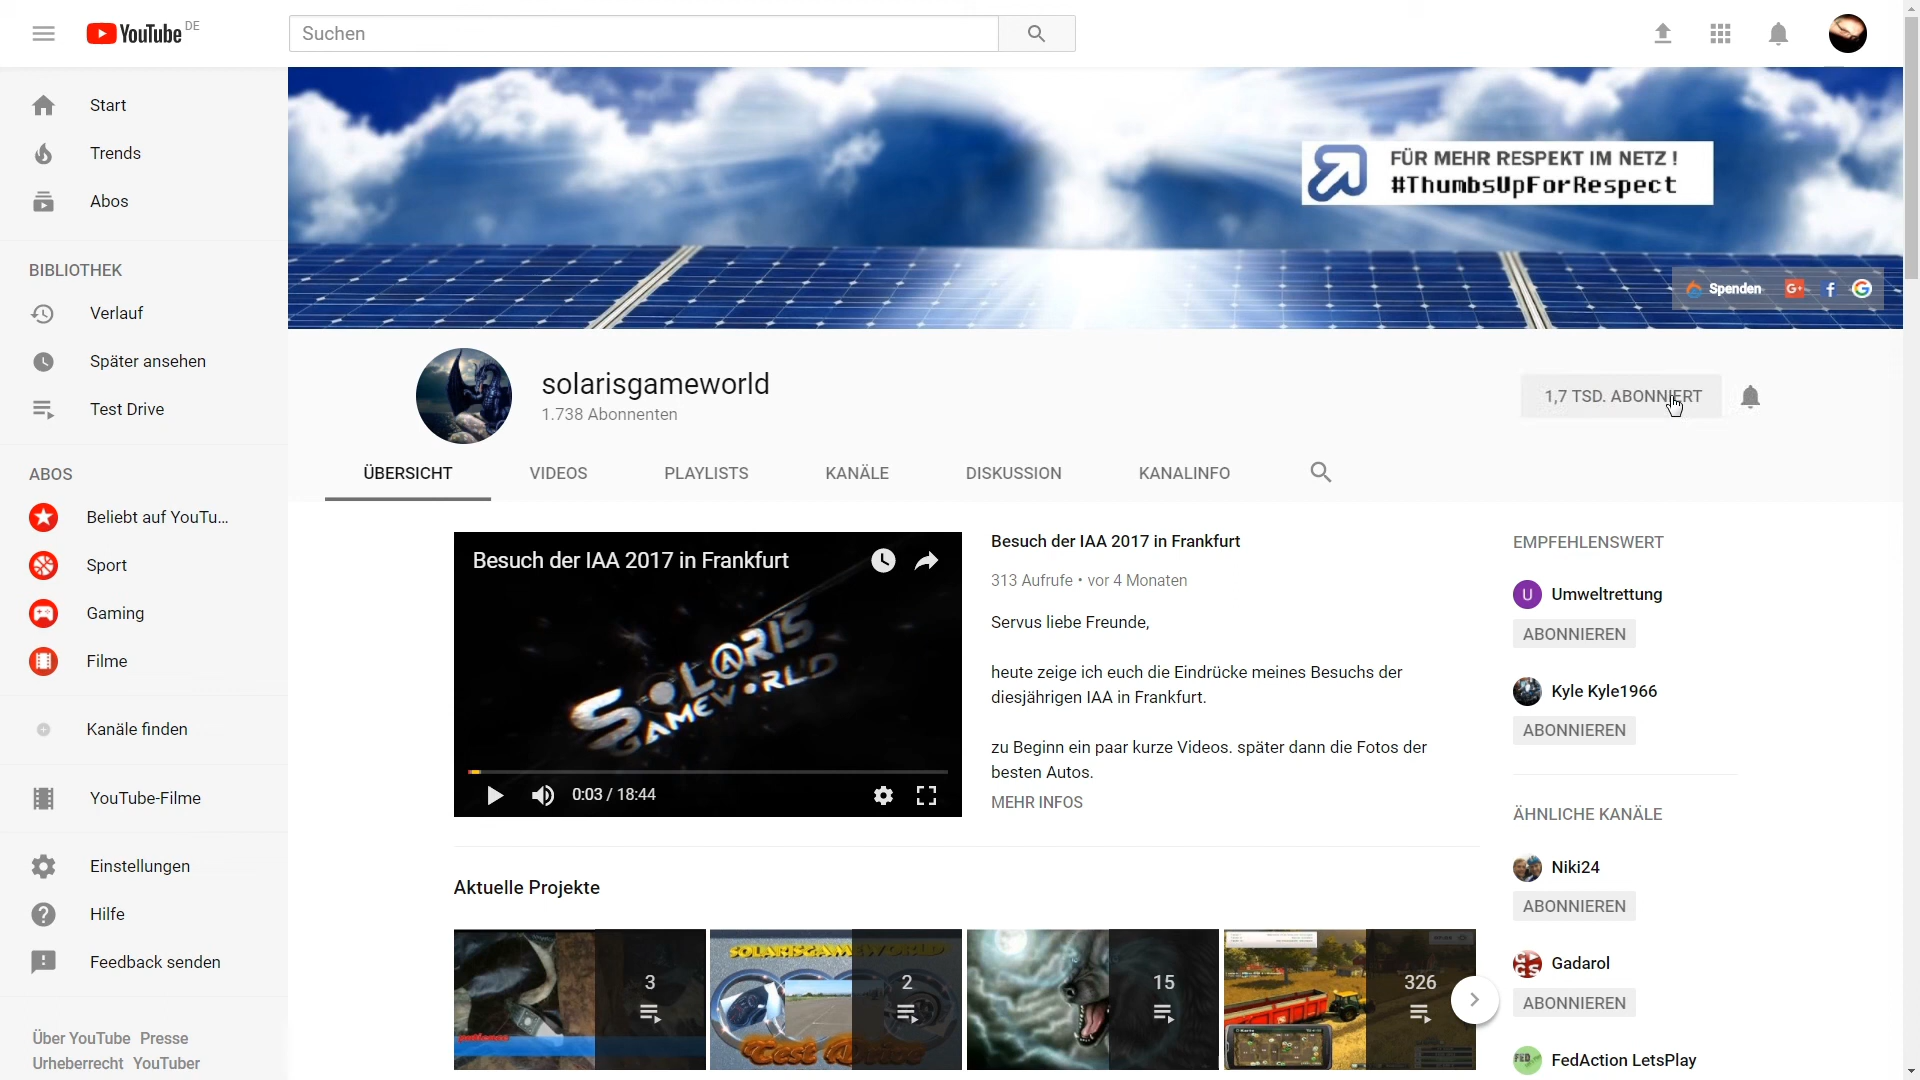 YouTube DE
Suchen
Start
Trends
Abos
BIBLIOTHEK
Verlauf
Später ansehen
Test Drive
ABOS
Beliebt auf YouTu...
Sport
Gaming
Filme
Kanäle finden
YouTube-Filme
Einstellungen
Hilfe
Feedback senden
Über YouTube Presse
Urheberrecht YouTuber
FÜR MEHR RESPEKT IM NETZ !
#ThumbsUpForRespect
Spenden
solarisgameworld
1.738 Abonnenten
1,7 TSD. ABONNIERT
ÜBERSICHT
VIDEOS
PLAYLISTS
KANÄLE
DISKUSSION
KANALINFO
Besuch der IAA 2017 in Frankfurt
SOLARIS
GAMEWORLD
0:03 / 18:44
Besuch der IAA 2017 in Frankfurt
313 Aufrufe • vor 4 Monaten
Servus liebe Freunde,
heute zeige ich euch die Eindrücke meines Besuchs der
diesjährigen IAA in Frankfurt.
zu Beginn ein paar kurze Videos. später dann die Fotos der
besten Autos.
MEHR INFOS
Aktuelle Projekte
3
SOLARISGAMEWORLD
2
Test Drive
15
326
EMPFEHLENSWERT
U Umweltrettung
ABONNIEREN
Kyle Kyle1966
ABONNIEREN
ÄHNLICHE KANÄLE
Niki24
ABONNIEREN
Gadarol
ABONNIEREN
FED FedAction LetsPlay